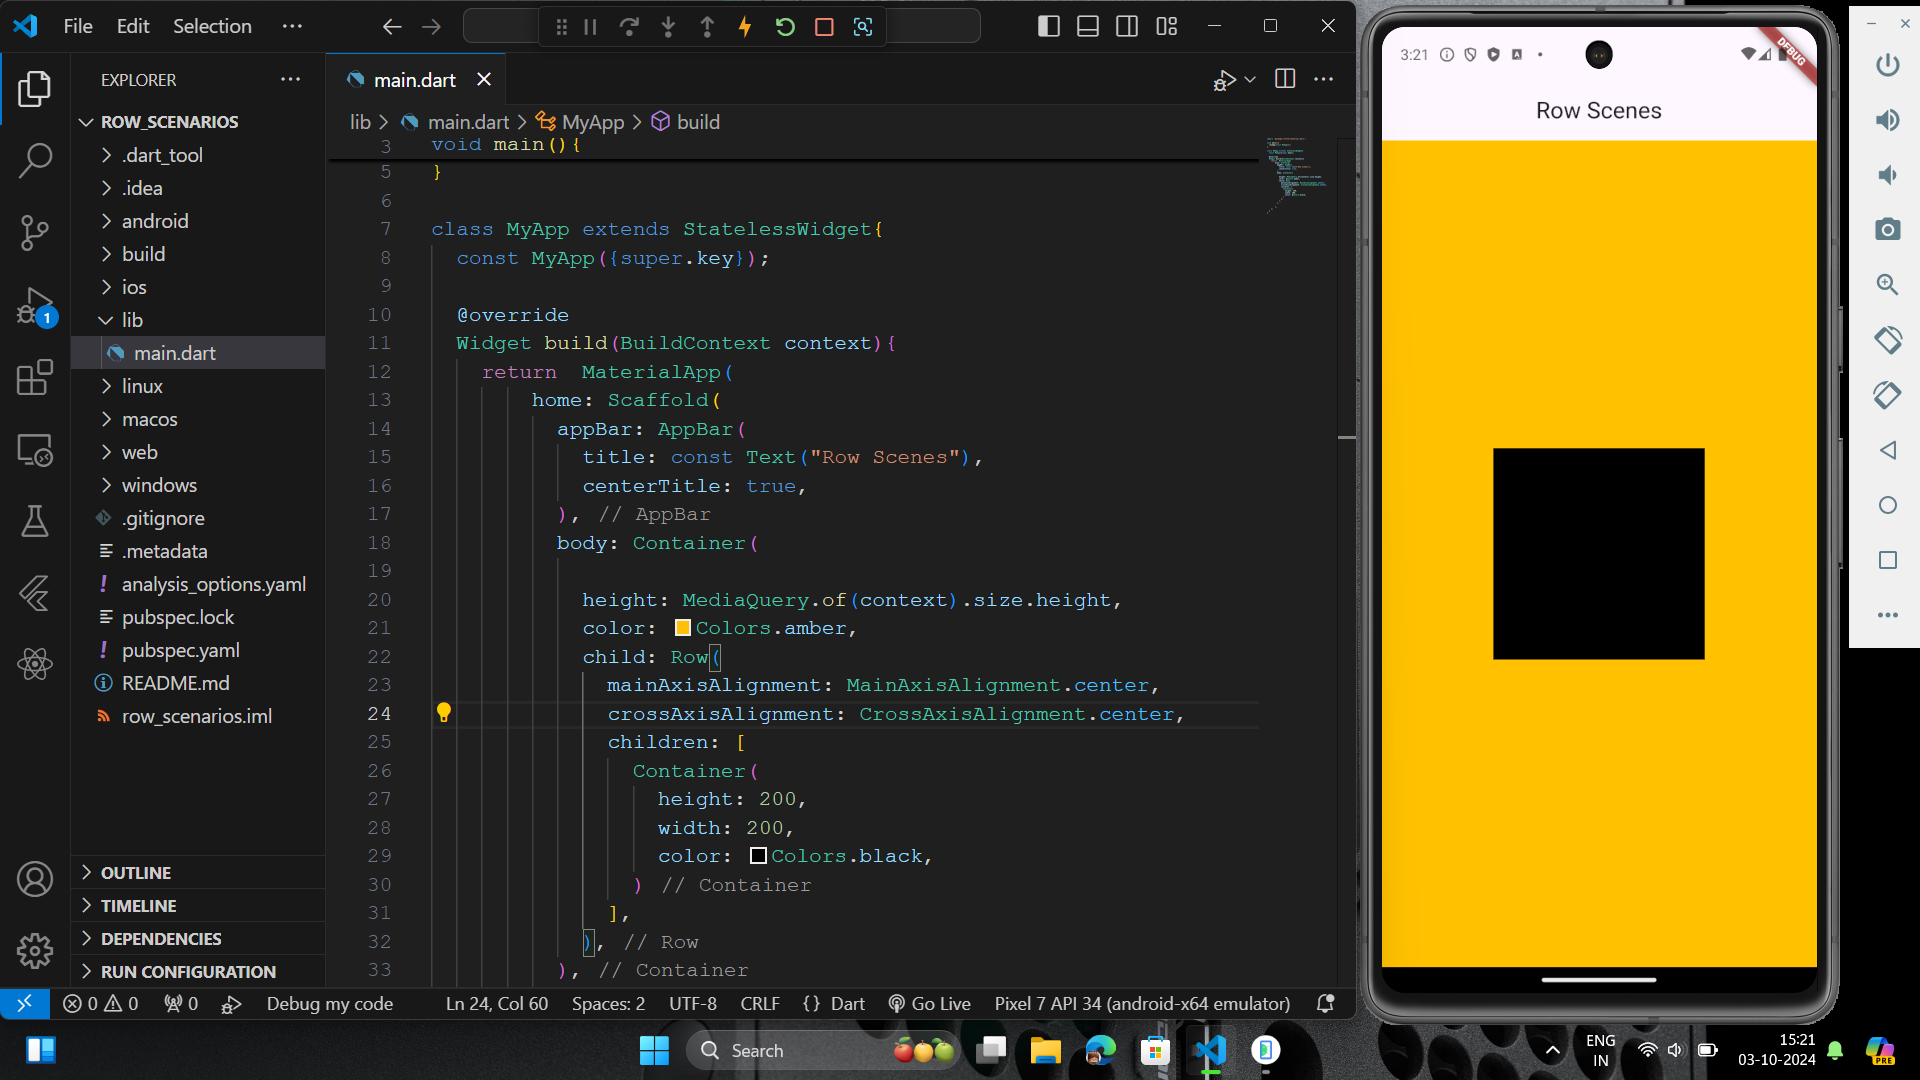 File Edit Selection ···
EXPLORER
ROW_SCENARIOS
.dart_tool
.idea
android
build
ios
lib
main.dart
linux
macos
web
windows
.gitignore
.metadata
analysis_options.yaml
pubspec.lock
pubspec.yaml
README.md
row_scenarios.iml
OUTLINE
TIMELINE
DEPENDENCIES
RUN CONFIGURATION
1
main.dart
lib > main.dart > MyApp > build
3 void main(){
5 }
6
7 class MyApp extends StatelessWidget{
8 const MyApp({super.key});
9
10 @override
11 Widget build(BuildContext context){
12 return  MaterialApp(
13 home: Scaffold(
14 appBar: AppBar(
15 title: const Text("Row Scenes"),
16 centerTitle: true,
17 ), // AppBar
18 body: Container(
19
20 height: MediaQuery.of(context).size.height,
21 color: Colors.amber,
22 child: Row(
23 mainAxisAlignment: MainAxisAlignment.center,
24 crossAxisAlignment: CrossAxisAlignment.center,
25 children: [
26 Container(
27 height: 200,
28 width: 200,
29 color: Colors.black,
30 ) // Container
31 ],
32 ), // Row
33 ), // Container
0 0 0 Debug my code Ln 24, Col 60 Spaces: 2 UTF-8 CRLF {} Dart Go Live Pixel 7 API 34 (android-x64 emulator)
3:21
DEBUG
Row Scenes
Search
PRE
ENG
IN
15:21
03-10-2024